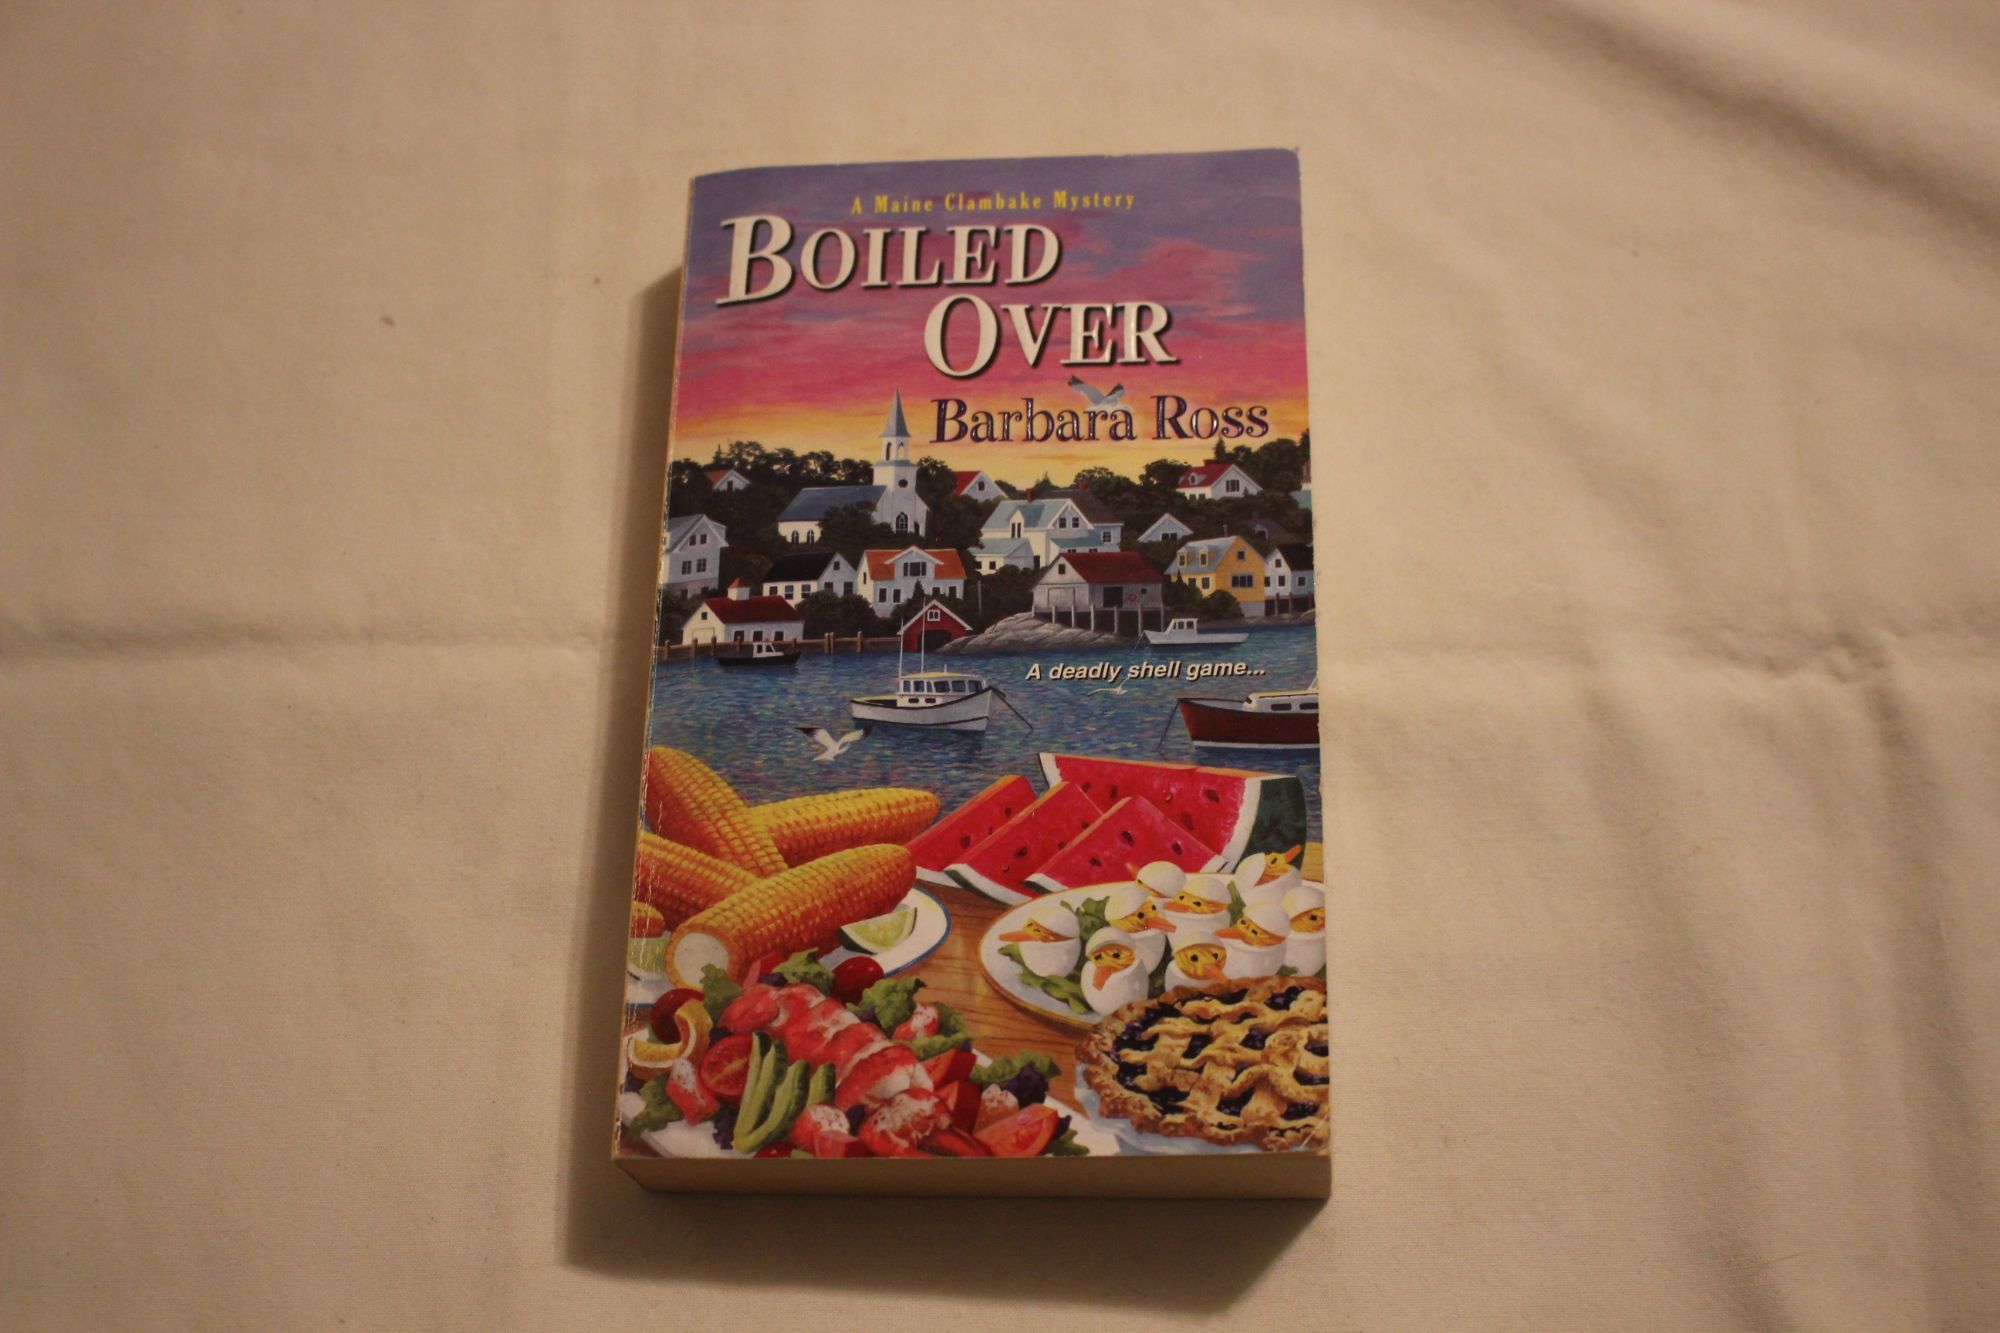 A Maine Clambake Mystery
BOILED
OVER
Barbara Ross
A deadly shell game...